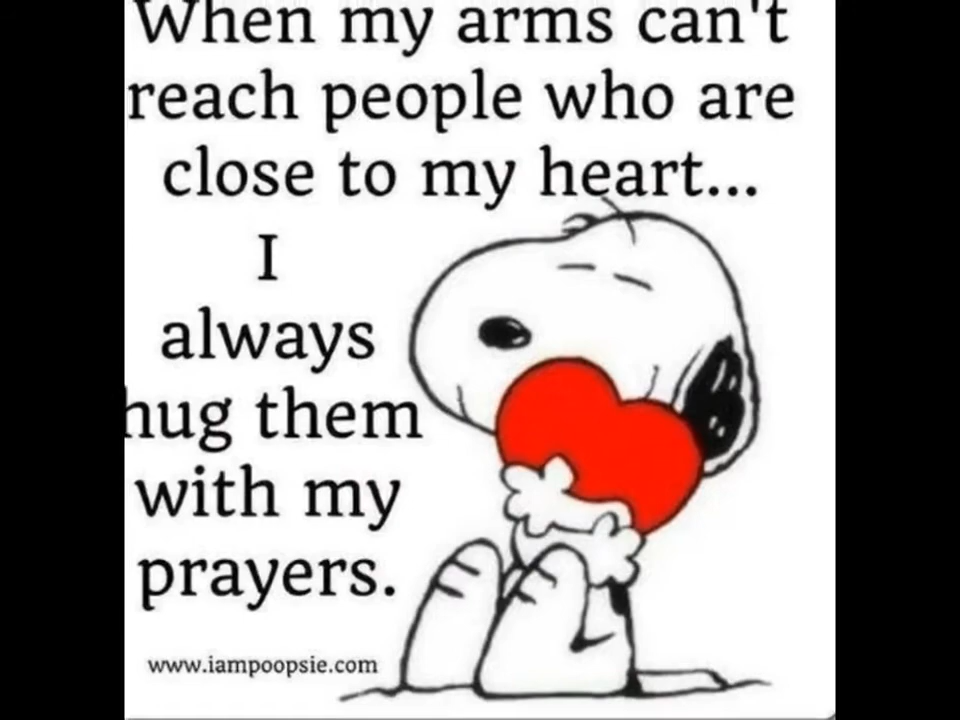 When my arms can't
reach people who are
close to my heart...
I
always
hug them
with my
prayers.
www.iampoopsie.com